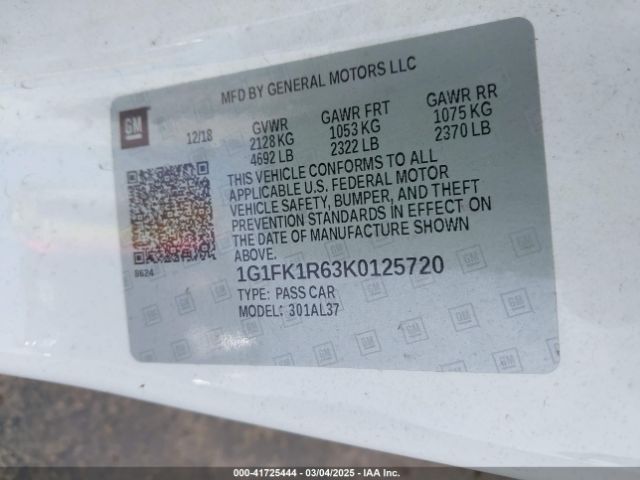 MFD BY GENERAL MOTORS LLC
GM
12/18
GVWR
2128 KG
4692 LB
GAWR FRT
1053 KG
2322 LB
GAWR RR
1075 KG
2370 LB
THIS VEHICLE CONFORMS TO ALL
APPLICABLE U.S. FEDERAL MOTOR
VEHICLE SAFETY, BUMPER, AND THEFT
PREVENTION STANDARDS IN EFFECT ON
THE DATE OF MANUFACTURE SHOWN
ABOVE.
8624
1G1FK1R63K0125720
TYPE: PASS CAR
MODEL: 301AL37
000-41725444 - 03/04/2025 - IAA Inc.